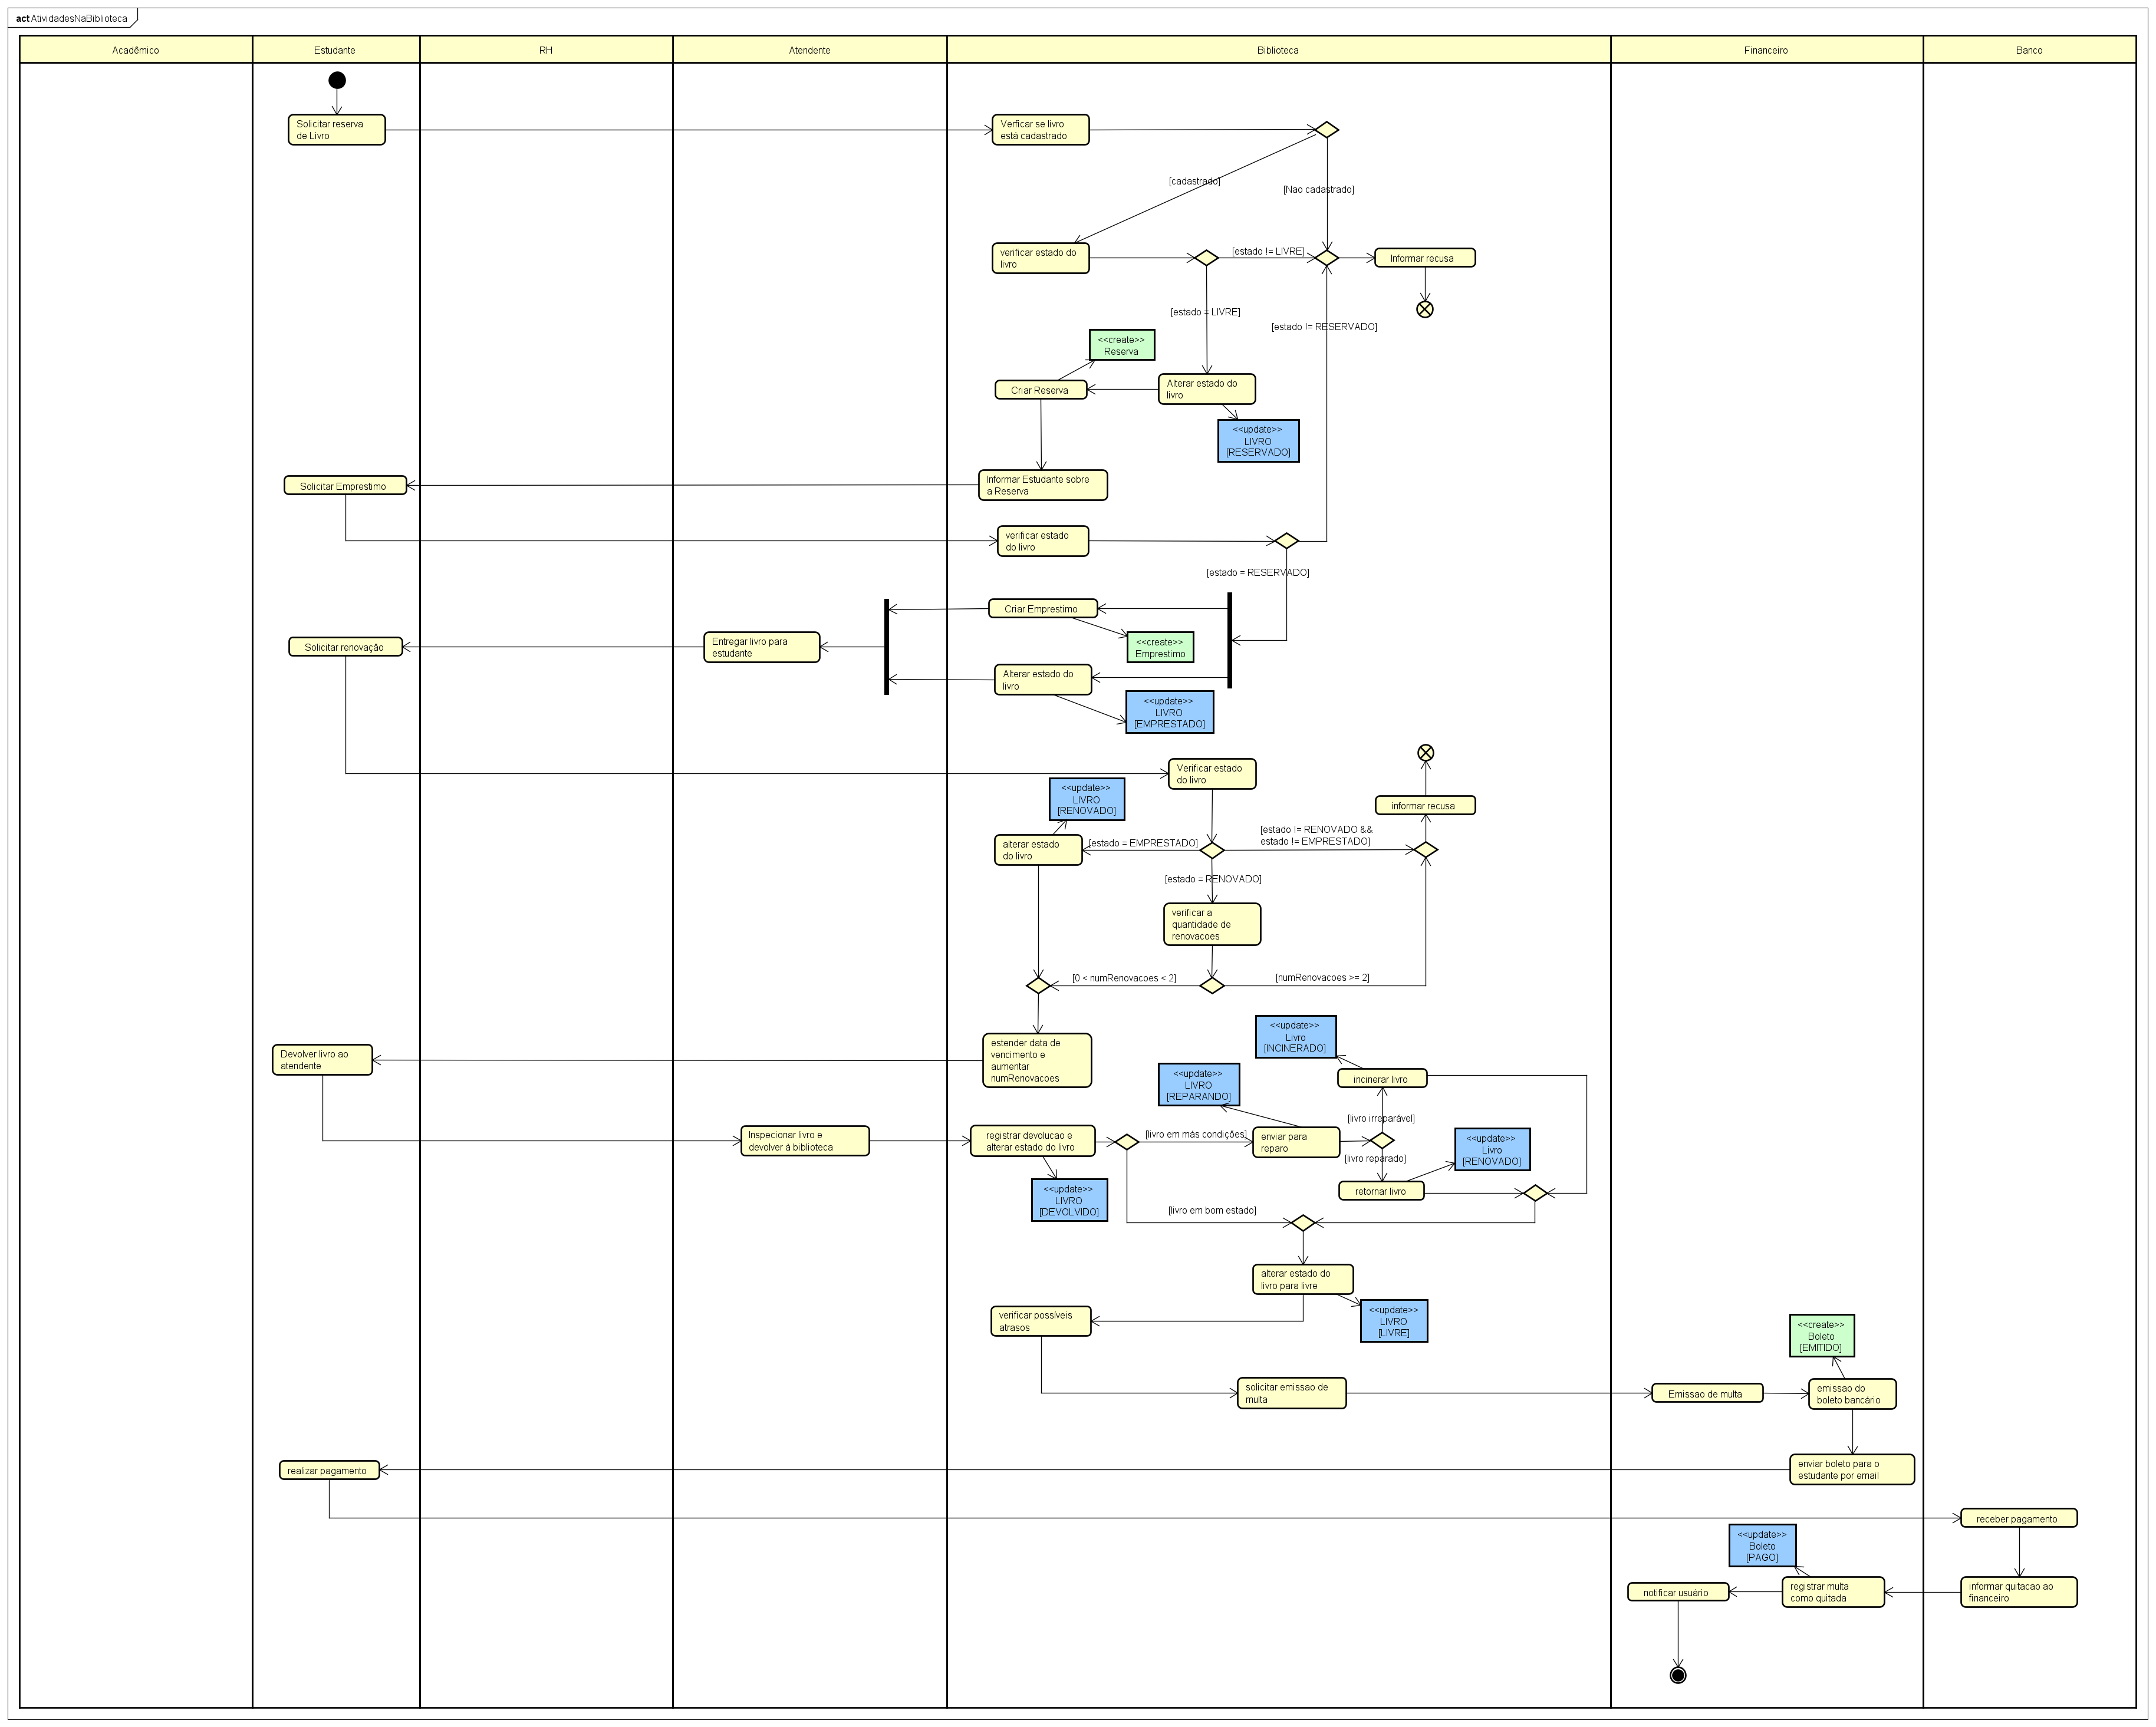 act AtividadesNaBiblioteca
Acadêmico
Estudante
RH
Atendente
Biblioteca
Financeiro
Banco
Solicitar reserva
de Livro
Verficar se livro
está cadastrado
[cadastrado]
[Nao cadastrado]
verificar estado do
livro
[estado != LIVRE]
Informar recusa
[estado = LIVRE]
[estado != RESERVADO]
<<create>>
Reserva
Criar Reserva
Alterar estado do
livro
<<update>>
LIVRO
[RESERVADO]
Solicitar Emprestimo
Informar Estudante sobre
a Reserva
verificar estado
do livro
[estado = RESERVADO]
Criar Emprestimo
<<create>>
Emprestimo
Solicitar renovação
Entregar livro para
estudante
Alterar estado do
livro
<<update>>
LIVRO
[EMPRESTADO]
Verificar estado
do livro
<<update>>
LIVRO
[RENOVADO]
informar recusa
alterar estado
do livro
[estado = EMPRESTADO]
[estado != RENOVADO &&
estado != EMPRESTADO]
[estado = RENOVADO]
verificar a
quantidade de
renovacoes
[0 < numRenovacoes < 2]
[numRenovacoes >= 2]
Devolver livro ao
atendente
estender data de
vencimento e
aumentar
numRenovacoes
<<update>>
Livro
[INCINERADO]
<<update>>
LIVRO
[REPARANDO]
incinerar livro
[livro irreparável]
Inspecionar livro e
devolver á biblioteca
registrar devolucao e
alterar estado do livro
[livro em más condições]
enviar para
reparo
[livro reparado]
<<update>>
Livro
[RENOVADO]
<<update>>
LIVRO
[DEVOLVIDO]
retornar livro
[livro em bom estado]
alterar estado do
livro para livre
<<update>>
LIVRO
[LIVRE]
verificar possíveis
atrasos
<<create>>
Boleto
[EMITIDO]
solicitar emissao de
multa
Emissao de multa
emissao do
boleto bancário
realizar pagamento
enviar boleto para o
estudante por email
receber pagamento
<<update>>
Boleto
[PAGO]
notificar usuário
registrar multa
como quitada
informar quitacao ao
financeiro